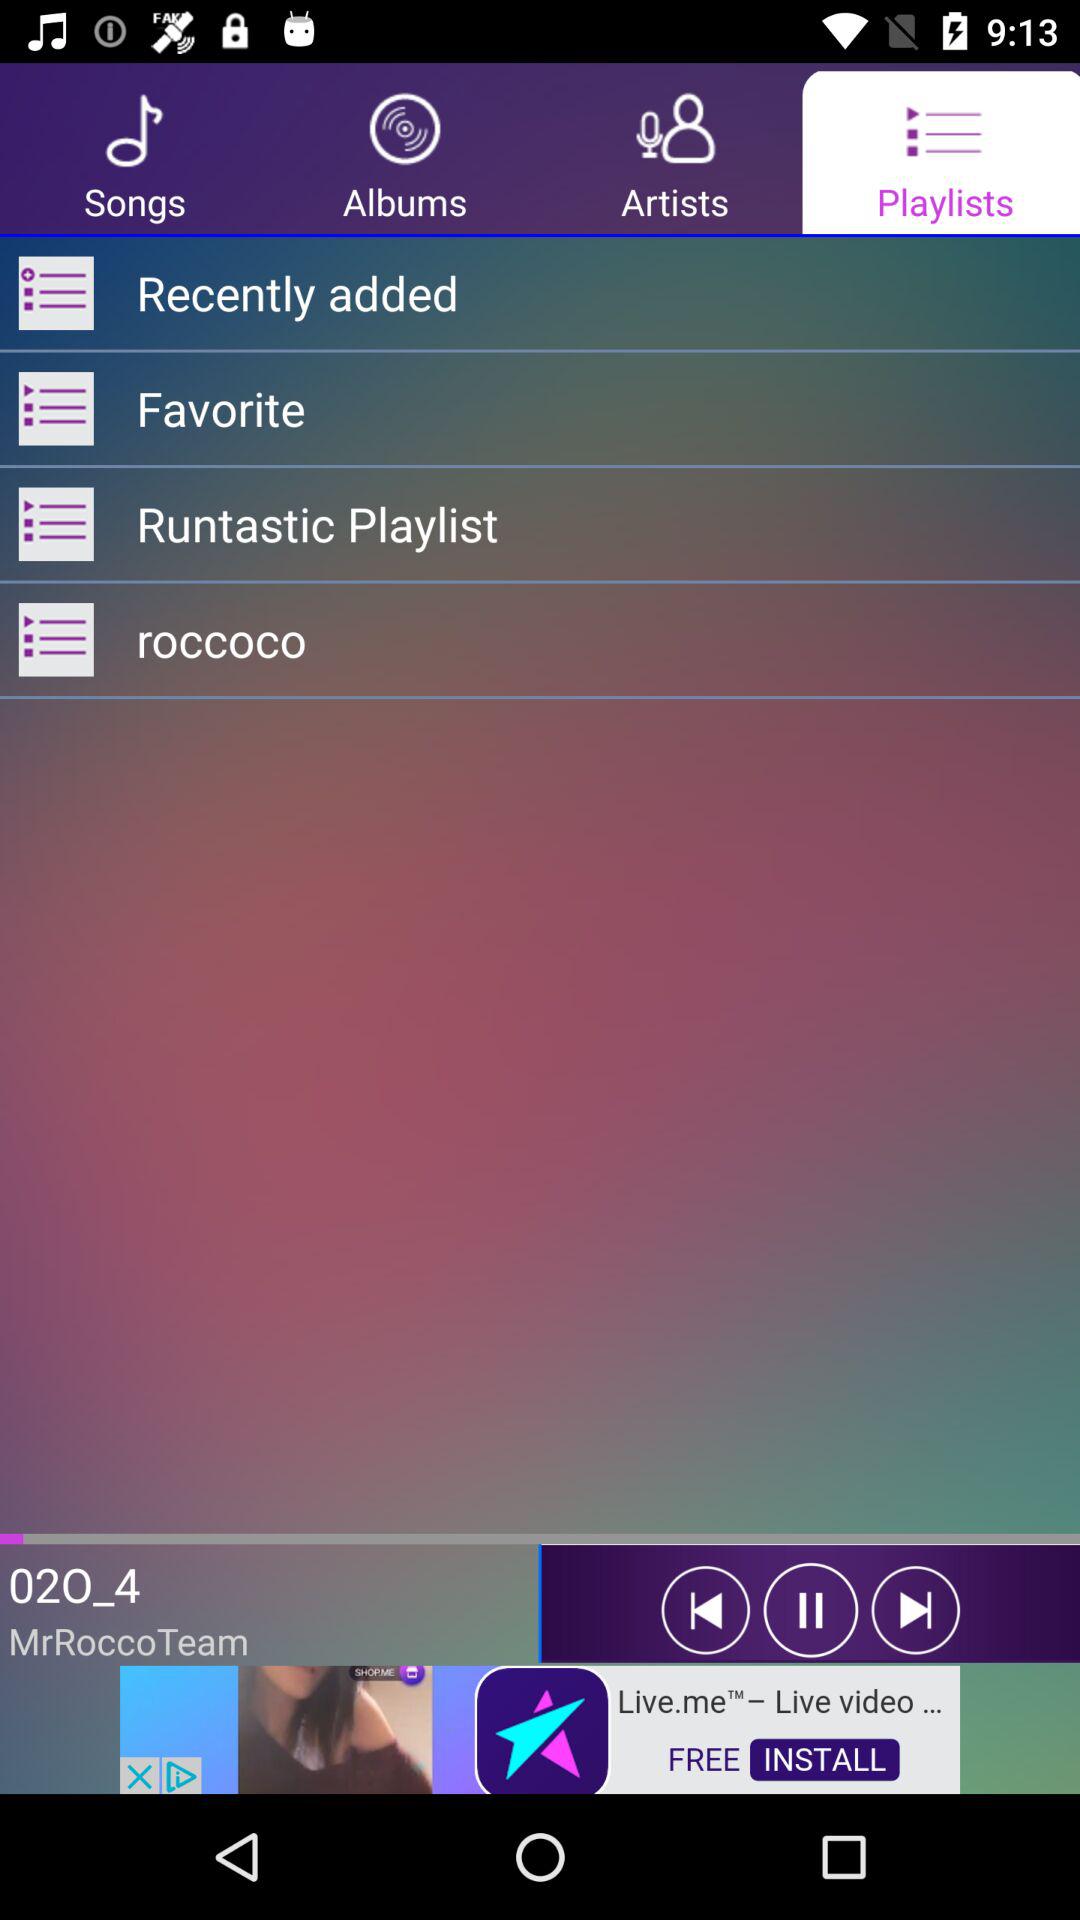 FAKE
9:13
Songs Albums Artists Playlists
Recently added
Favorite
Runtastic Playlist
roccoco
02O_4
MrRoccoTeam
SHOP.ME
Live.me™– Live video ...
FREE INSTALL